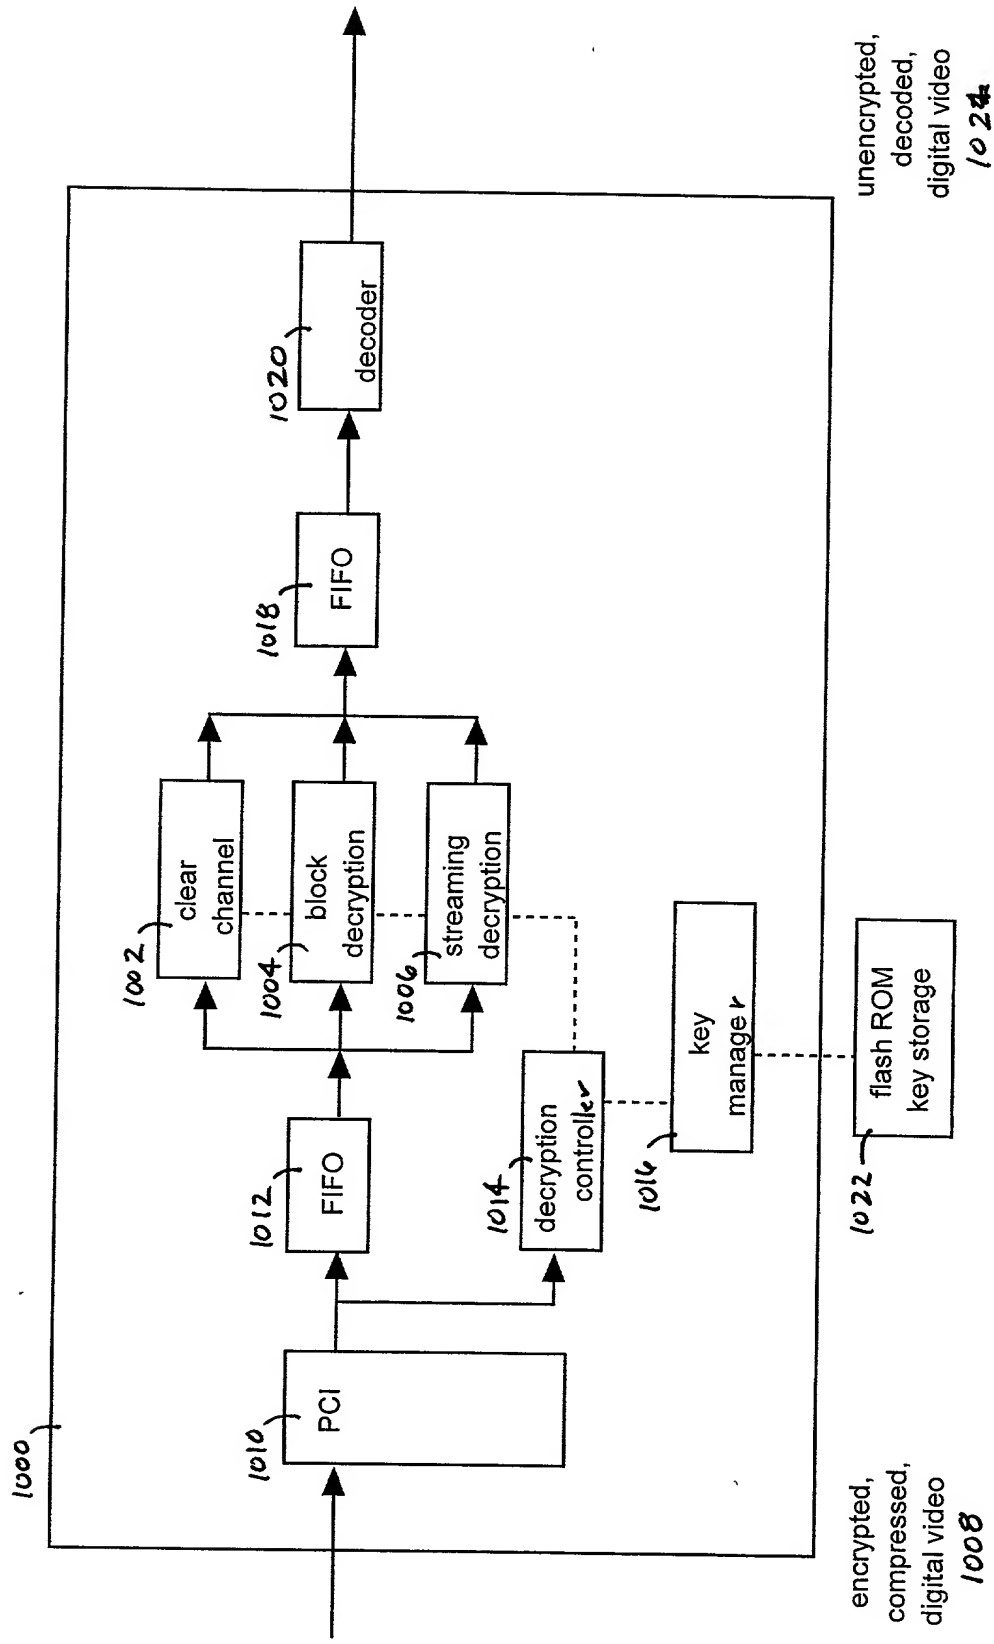 1000
1002
clear
channel
1010
PCI
1012
FIFO
1004
block
decryption
1018
FIFO
1020
decoder
1006
streaming
decryption
1014
decryption
controller
1016
key
manager
encrypted,
compressed,
digital video
1008
1022
flash ROM
key storage
unencrypted,
decoded,
digital video
1024